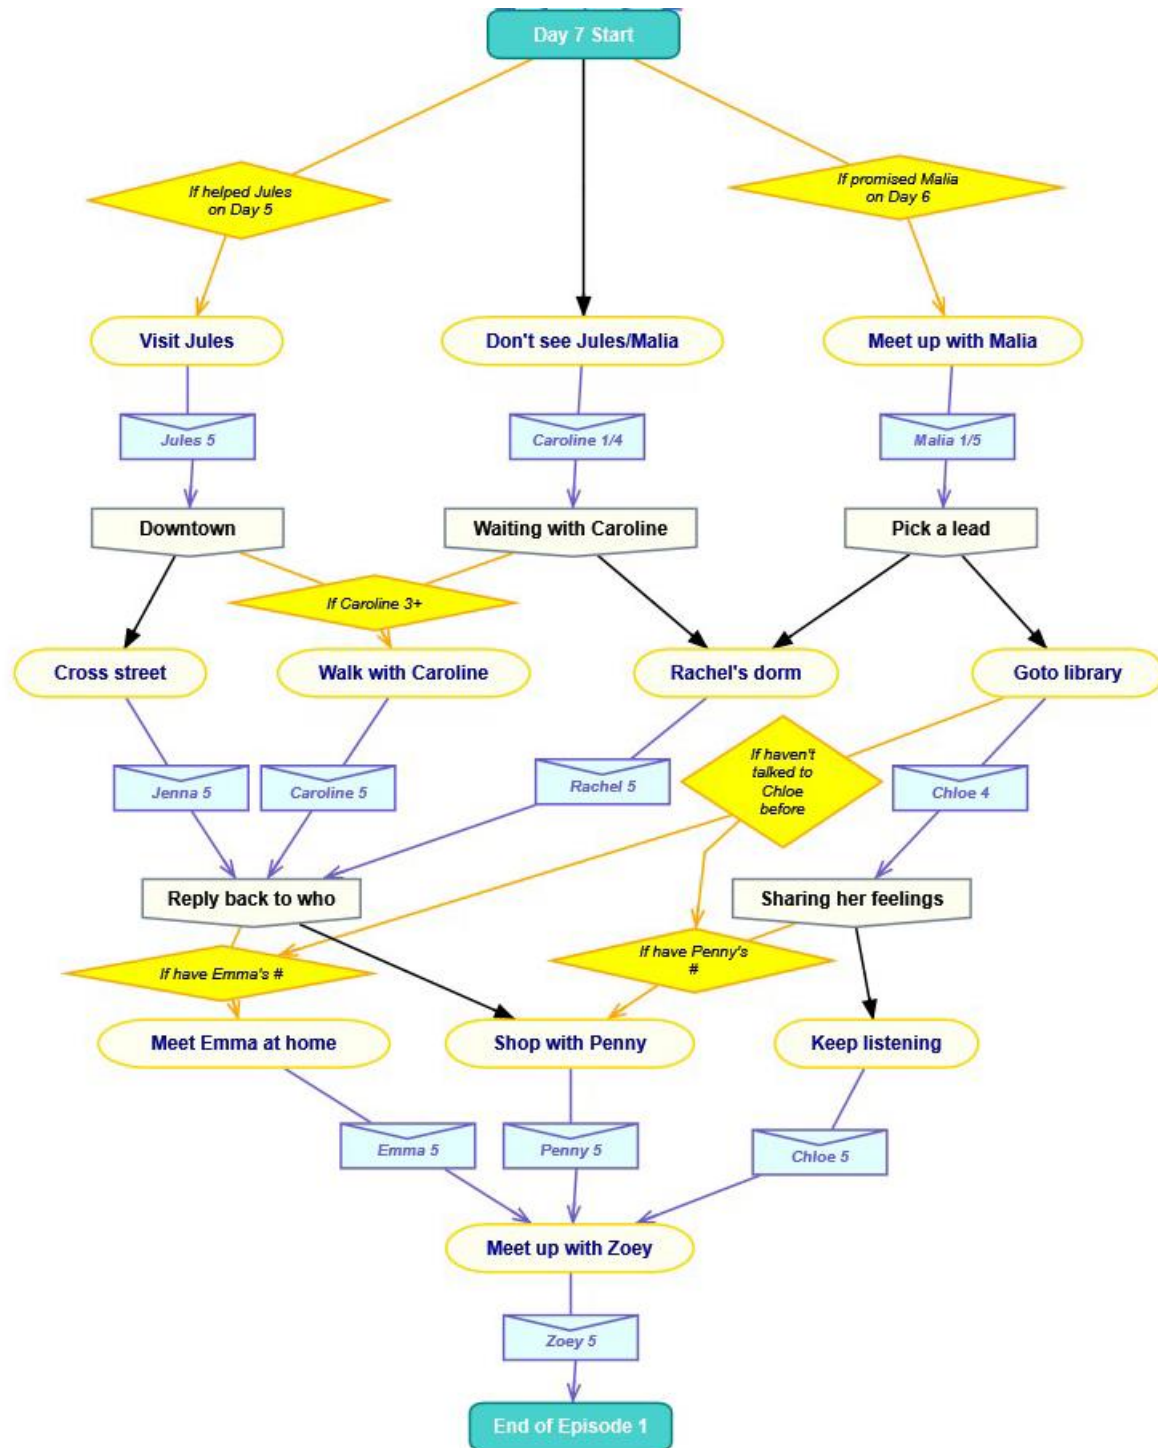 Day 7 Start
If helped Jules
on Day 5
If promised Malia
on Day 6
Visit Jules
Don't see Jules/Malia
Meet up with Malia
Jules 5
Caroline 1/4
Malia 1/5
Downtown
Waiting with Caroline
Pick a lead
If Caroline 3+
Cross street
Walk with Caroline
Rachel's dorm
Goto library
If haven't
talked to
Chloe
before
Jenna 5
Caroline 5
Rachel 5
Chloe 4
Reply back to who
Sharing her feelings
If have Emma's #
If have Penny's
#
Meet Emma at home
Shop with Penny
Keep listening
Emma 5
Penny 5
Chloe 5
Meet up with Zoey
Zoey 5
End of Episode 1